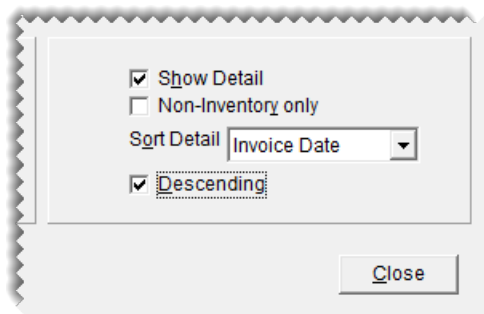 Show Detail
Non-Inventory only
Sort Detail Invoice Date
Descending
Close